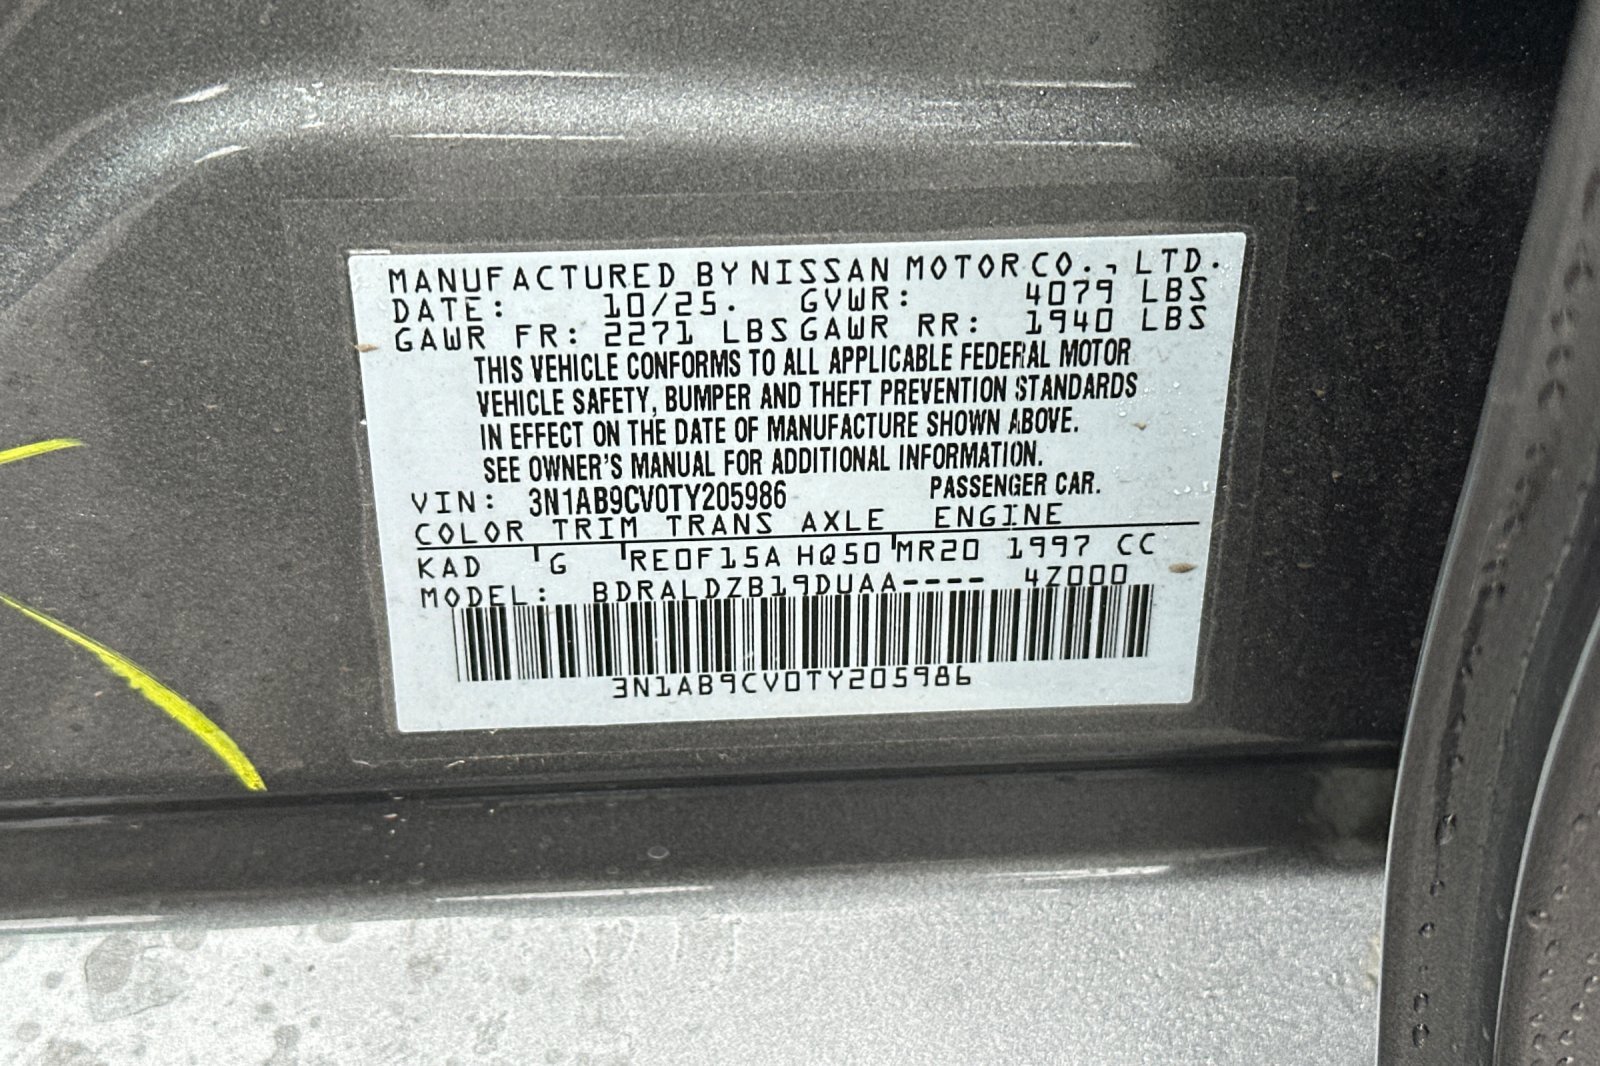 MANUFACTURED BY NISSAN MOTOR CO., LTD.
DATE: 10/25. GVWR: 4079 LBS
GAWR FR: 2271 LBS GAWR RR: 1940 LBS
THIS VEHICLE CONFORMS TO ALL APPLICABLE FEDERAL MOTOR
VEHICLE SAFETY, BUMPER AND THEFT PREVENTION STANDARDS
IN EFFECT ON THE DATE OF MANUFACTURE SHOWN ABOVE.
SEE OWNER'S MANUAL FOR ADDITIONAL INFORMATION.
VIN: 3N1AB9CV0TY205986 PASSENGER CAR.
COLOR TRIM TRANS AXLE ENGINE
KAD G RE0F15A HQ50 MR20 1997 CC
MODEL: BDRALDZB19DUAA---- 4Z000
3N1AB9CV0TY205986